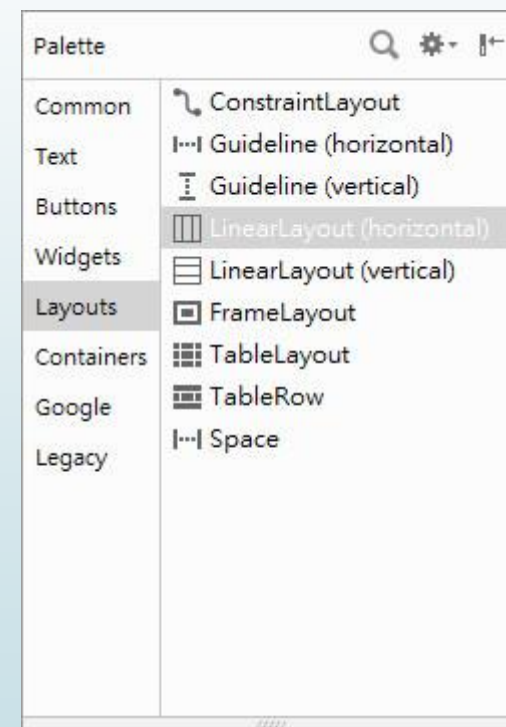 Palette
Common
Text
Buttons
Widgets
Layouts
Containers
Google
Legacy
ConstraintLayout
Guideline (horizontal)
Guideline (vertical)
LinearLayout (horizontal)
LinearLayout (vertical)
FrameLayout
TableLayout
TableRow
Space